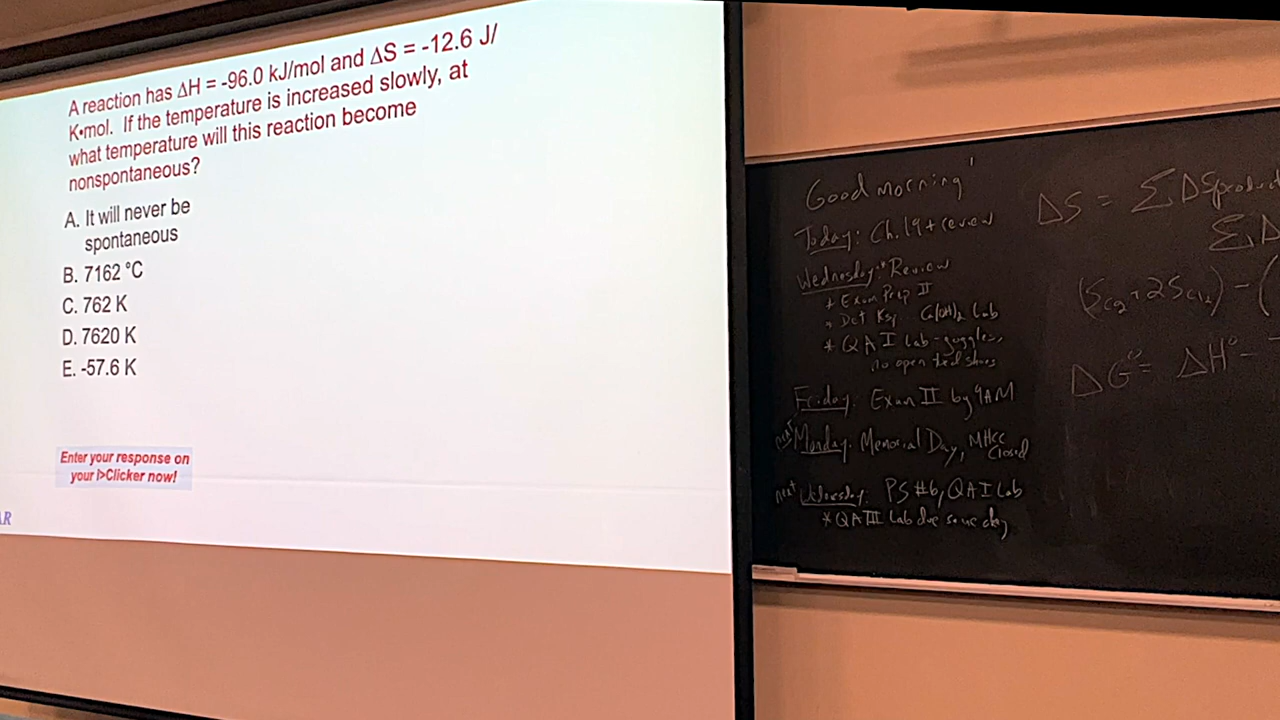 A reaction has ΔH = -96.0 kJ/mol and ΔS = -12.6 J/
K•mol. If the temperature is increased slowly, at
what temperature will this reaction become
nonspontaneous?
A. It will never be
spontaneous
B. 7162 °C
C. 762 K
D. 7620 K
E. -57.6 K
Enter your response on
your I>Clicker now!
AR
Good morning!
Today: Ch.19 + review
Wednesday: * Review
* Exam Prep II
* Det Ksp Ca(OH)₂ Lab
* QA I Lab - goggles,
no open toed shoes
Friday: Exam II by 9AM
next Monday: Memorial Day, MHCC
Closed
next Wednesday: PS #6, QA I Lab
* QA III Lab due same day
ΔS = ΣΔSproduct
ΣΔ
+ 2S
) - (
ΔG° = ΔH° -